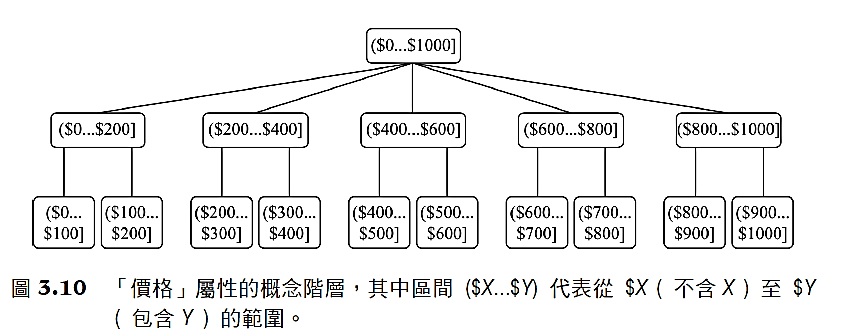 ($0...$1000]
($0...$200] ($200...$400] ($400...$600] ($600...$800] ($800...$1000]
($0... ($100... ($200... ($300... ($400... ($500... ($600... ($700... ($800... ($900...
$100] $200] $300] $400] $500] $600] $700] $800] $900] $1000]
圖 3.10 「價格」屬性的概念階層，其中區間 ($X...$Y) 代表從 $X ( 不含 X ) 至 $Y
( 包含 Y ) 的範圍。